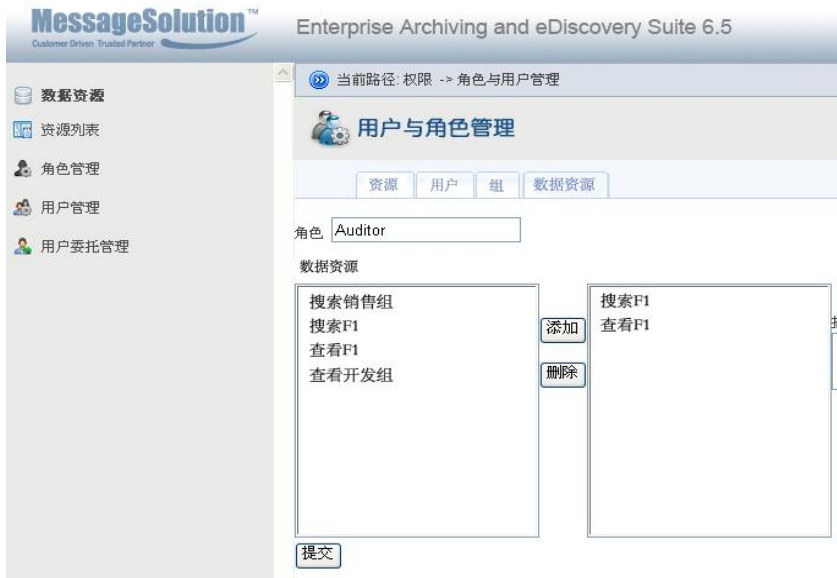 MessageSolution™
Customer Driven Trusted Partner
Enterprise Archiving and eDiscovery Suite 6.5
数据资源
资源列表
角色管理
用户管理
用户委托管理
当前路径: 权限 -> 角色与用户管理
用户与角色管理
资源 用户 组 数据资源
角色 Auditor
数据资源
搜索销售组
搜索F1
查看F1
查看开发组
添加
删除
搜索F1
查看F1
提交